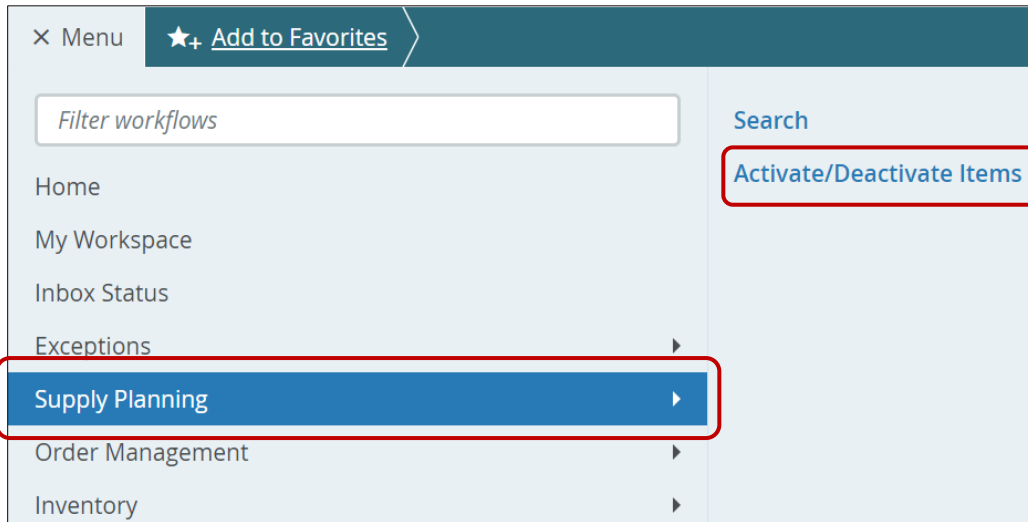 × Menu
★+ Add to Favorites
Filter workflows
Home
My Workspace
Inbox Status
Exceptions
Supply Planning
Order Management
Inventory
Search
Activate/Deactivate Items